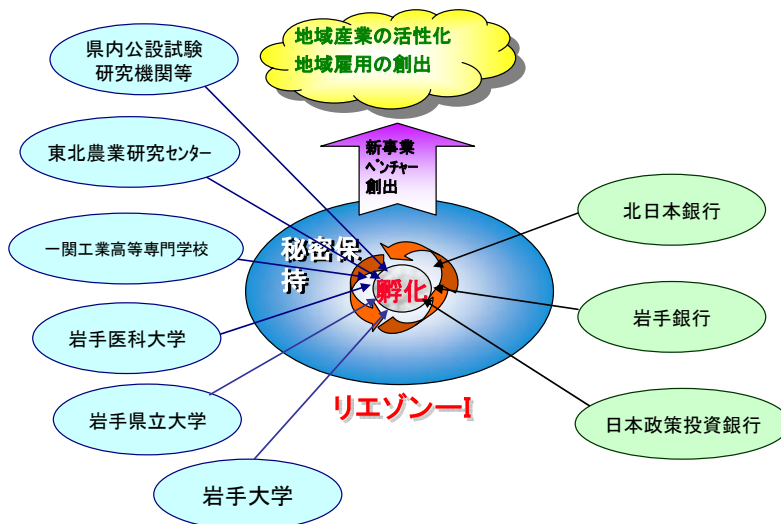 地域産業の活性化
地域雇用の創出
県内公設試験
研究機関等
東北農業研究センター
一関工業高等専門学校
岩手医科大学
岩手県立大学
岩手大学
新事業
ベンチャー
創出
秘密保
持
孵化
リエゾンーI
北日本銀行
岩手銀行
日本政策投資銀行